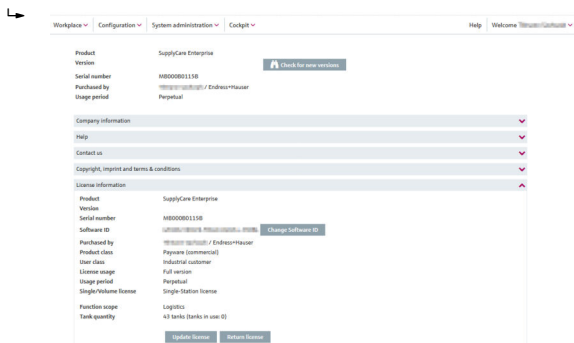 Workplace Configuration System administration Cockpit Help Welcome
Product SupplyCare Enterprise
Version
Check for new versions
Serial number MB000B0115B
Purchased by / Endress+Hauser
Usage period Perpetual
Company information
Help
Contact us
Copyright, imprint and terms & conditions
License information
Product SupplyCare Enterprise
Version
Serial number MB000B0115B
Software ID Change Software ID
Purchased by / Endress+Hauser
Product class Payware (commercial)
User class Industrial customer
License usage Full version
Usage period Perpetual
Single/Volume license Single-Station license
Function scope Logistics
Tank quantity 43 tanks (tanks in use: 0)
Update license Return license